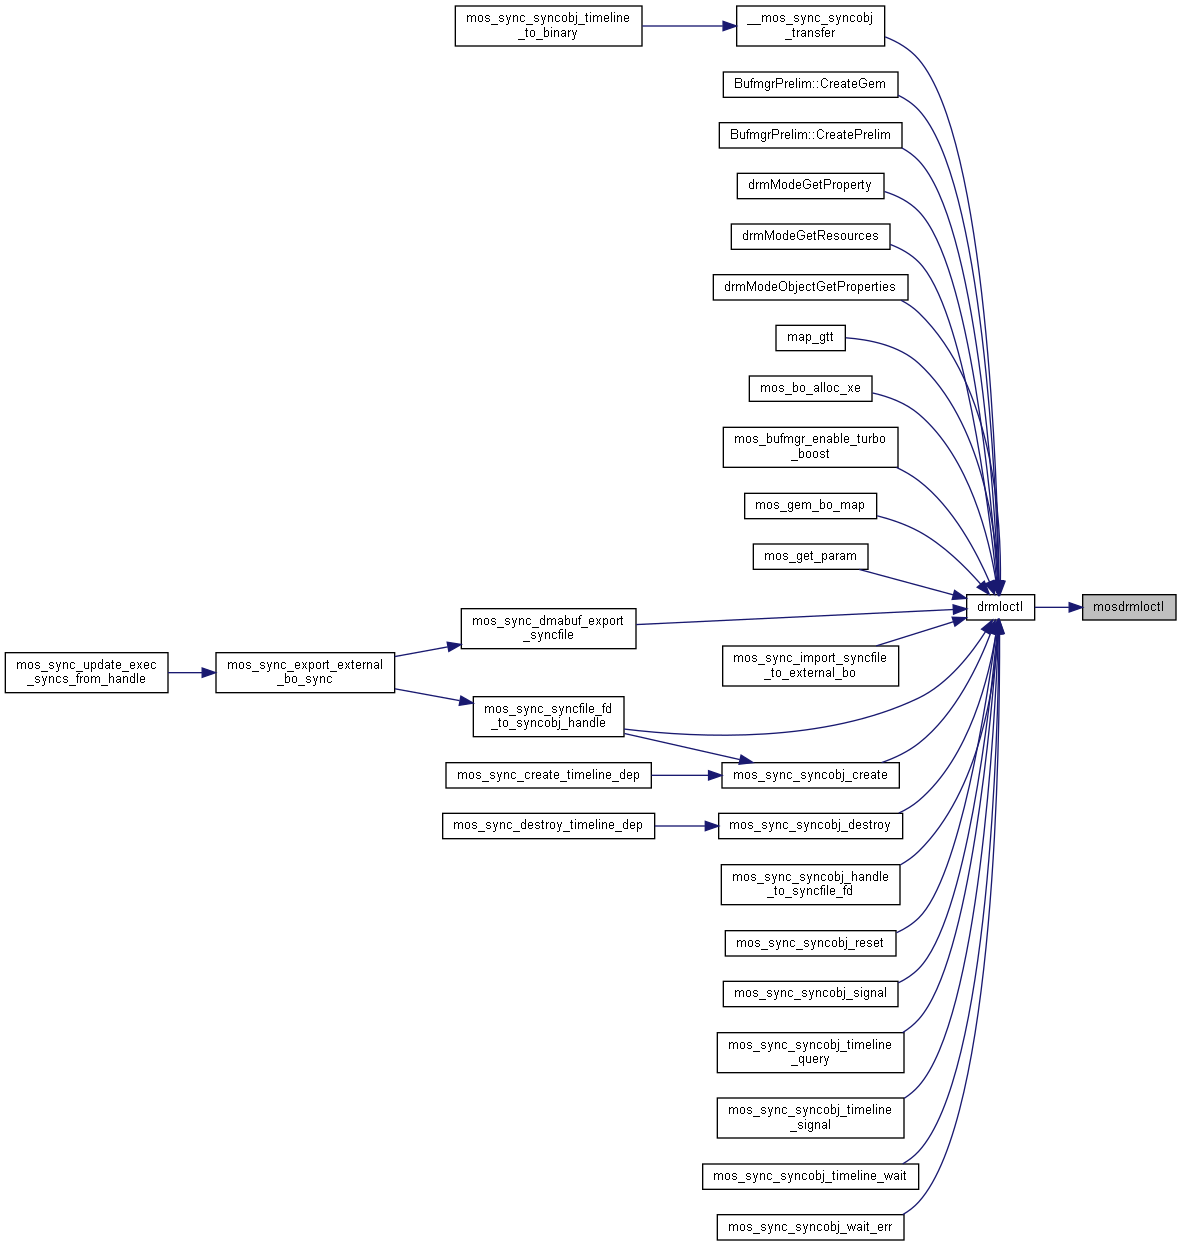 mos_sync_syncobj_timeline
_to_binary
__mos_sync_syncobj
_transfer
BufmgrPrelim::CreateGem
BufmgrPrelim::CreatePrelim
drmModeGetProperty
drmModeGetResources
drmModeObjectGetProperties
map_gtt
mos_bo_alloc_xe
mos_bufmgr_enable_turbo
_boost
mos_gem_bo_map
mos_get_param
drmIoctl
mosdrmIoctl
mos_sync_dmabuf_export
_syncfile
mos_sync_import_syncfile
_to_external_bo
mos_sync_update_exec
_syncs_from_handle
mos_sync_export_external
_bo_sync
mos_sync_syncfile_fd
_to_syncobj_handle
mos_sync_create_timeline_dep
mos_sync_syncobj_create
mos_sync_destroy_timeline_dep
mos_sync_syncobj_destroy
mos_sync_syncobj_handle
_to_syncfile_fd
mos_sync_syncobj_reset
mos_sync_syncobj_signal
mos_sync_syncobj_timeline
_query
mos_sync_syncobj_timeline
_signal
mos_sync_syncobj_timeline_wait
mos_sync_syncobj_wait_err